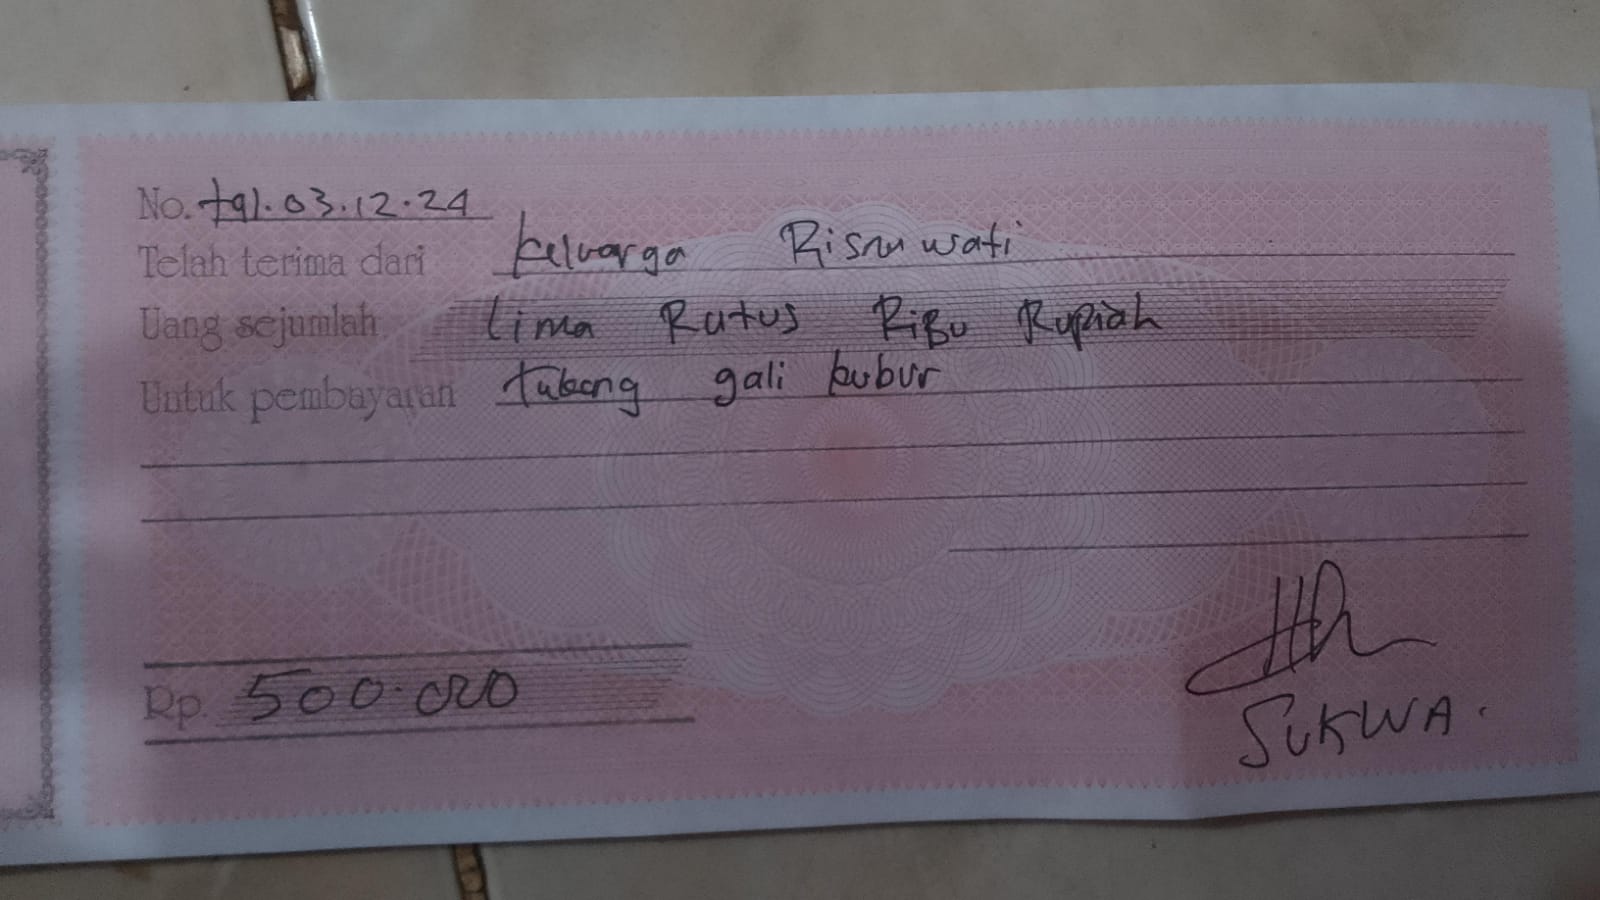 No. tgl. 03.12.24
Telah terima dari keluarga Risnuwati
Uang sejumlah Lima Ratus Ribu Rupiah
Untuk pembayaran tukang gali kubur
Rp. 500.000
SUKWA.